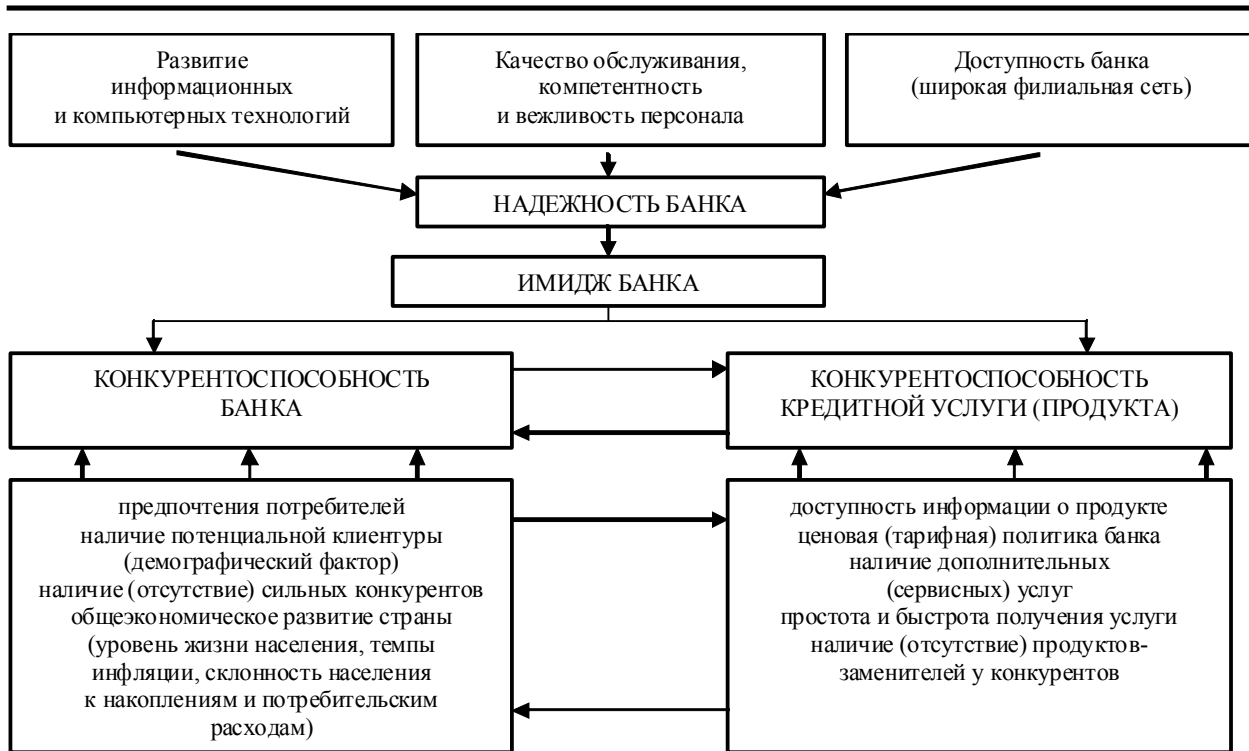 Развитие
информационных
и компьютерных технологий
Качество обслуживания,
компетентность
и вежливость персонала
Доступность банка
(широкая филиальная сеть)
НАДЕЖНОСТЬ БАНКА
ИМИДЖ БАНКА
КОНКУРЕНТОСПОСОБНОСТЬ
БАНКА
КОНКУРЕНТОСПОСОБНОСТЬ
КРЕДИТНОЙ УСЛУГИ (ПРОДУКТА)
предпочтения потребителей
наличие потенциальной клиентуры
(демографический фактор)
наличие (отсутствие) сильных конкурентов
общеэкономическое развитие страны
(уровень жизни населения, темпы
инфляции, склонность населения
к накоплениям и потребительским
расходам)
доступность информации о продукте
ценовая (тарифная) политика банка
наличие дополнительных
(сервисных) услуг
простота и быстрота получения услуги
наличие (отсутствие) продуктов-
заменителей у конкурентов